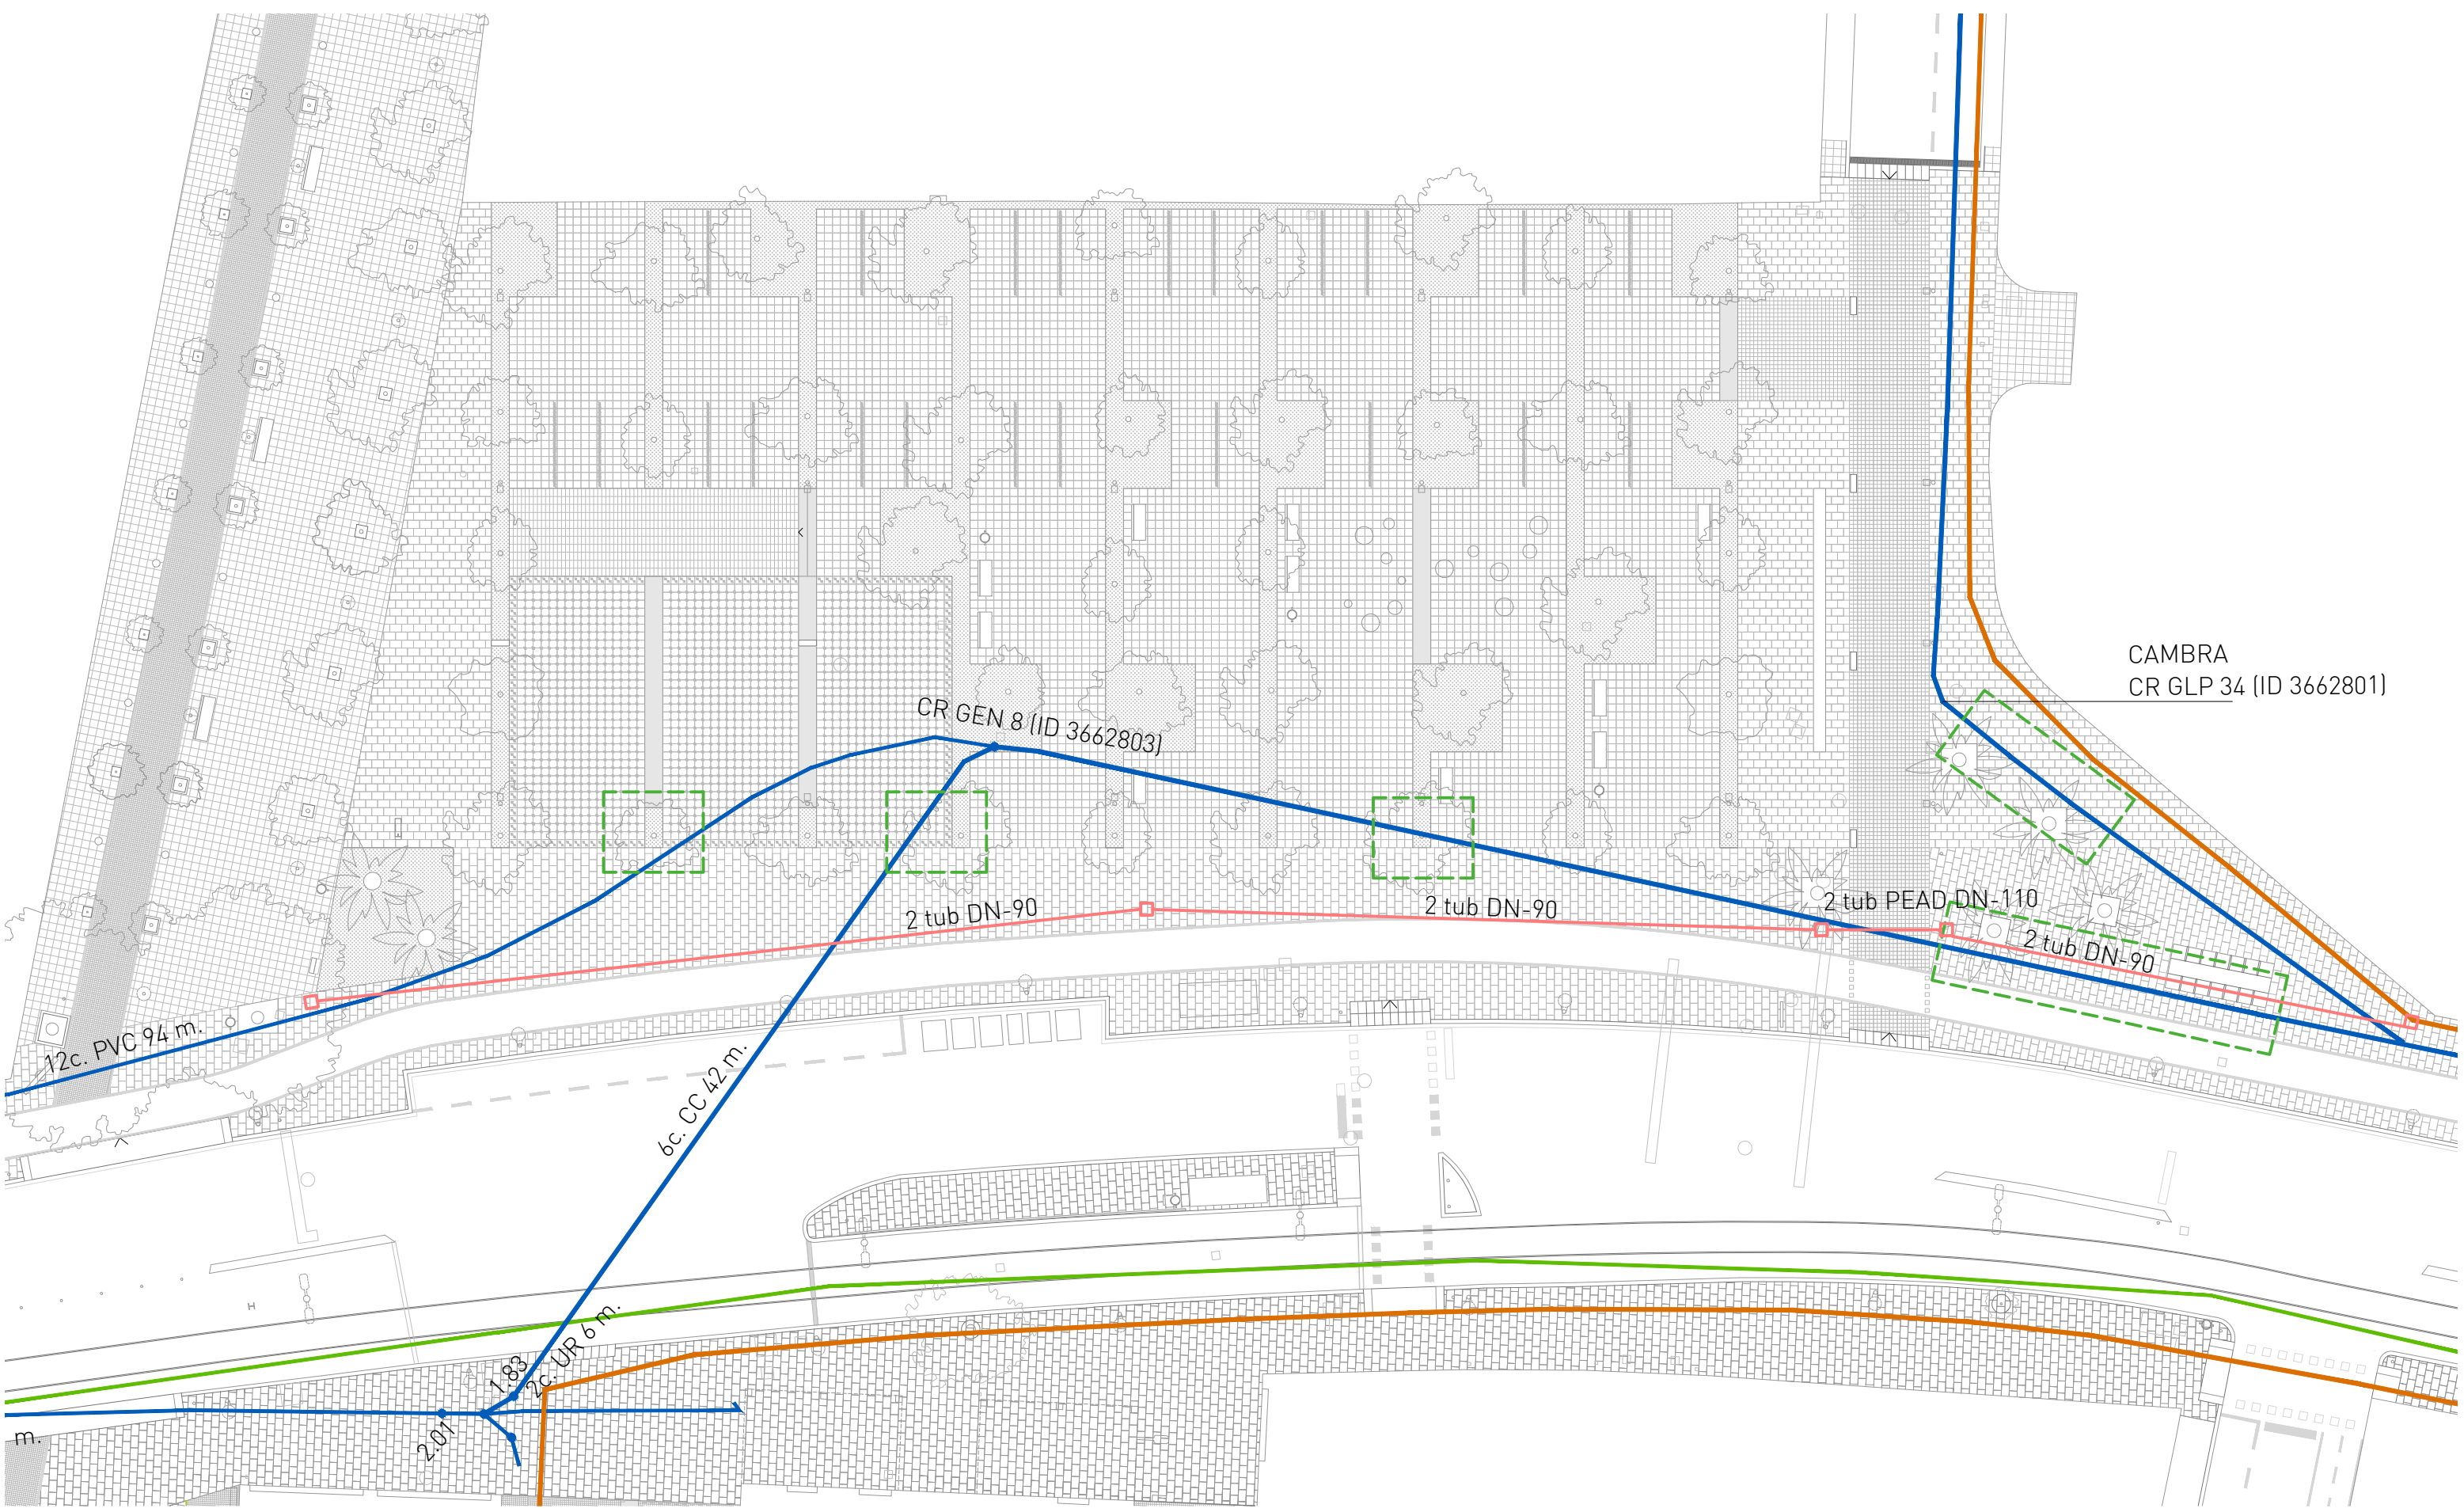 CAMBRA
CR GLP 34 (ID 3662801)
CR GEN 8 (ID 3662803)
2 tub DN-90
2 tub DN-90
2 tub PEAD DN-110
2 tub DN-90
12c. PVC 94 m.
6c. CC 42 m.
1.83
2c. UR 6 m.
2.01
m.